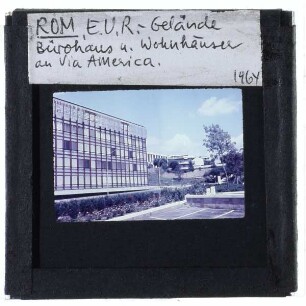 ROM E.U.R.- Gelände
Bürohaus u. Wohnhäuser
an Via America.
1964